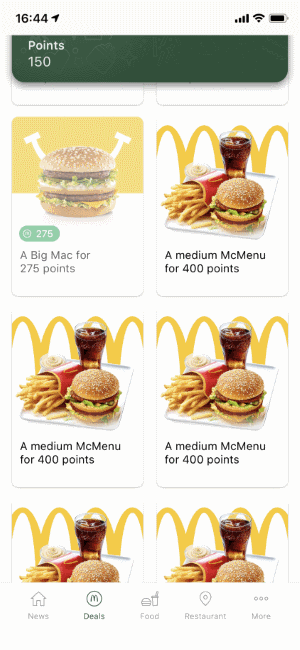 16:44
Points
150
275
A Big Mac for
275 points
A medium McMenu
for 400 points
A medium McMenu
for 400 points
A medium McMenu
for 400 points
News
Deals
Food
Restaurant
More